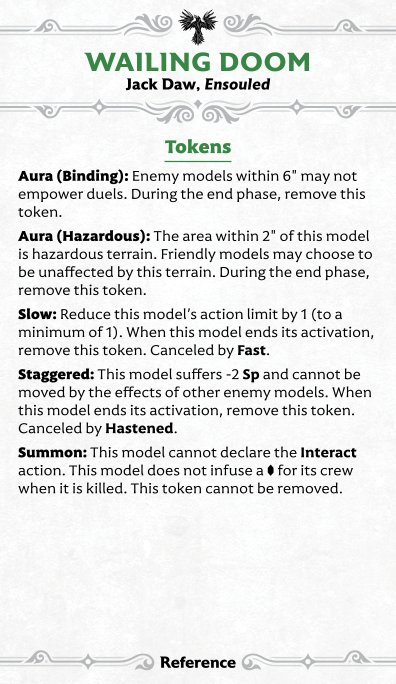 WAILING DOOM
Jack Daw, Ensouled
Tokens
Aura (Binding): Enemy models within 6" may not
empower duels. During the end phase, remove this
token.
Aura (Hazardous): The area within 2" of this model
is hazardous terrain. Friendly models may choose to
be unaffected by this terrain. During the end phase,
remove this token.
Slow: Reduce this model's action limit by 1 (to a
minimum of 1). When this model ends its activation,
remove this token. Canceled by Fast.
Staggered: This model suffers -2 Sp and cannot be
moved by the effects of other enemy models. When
this model ends its activation, remove this token.
Canceled by Hastened.
Summon: This model cannot declare the Interact
action. This model does not infuse a for its crew
when it is killed. This token cannot be removed.
Reference